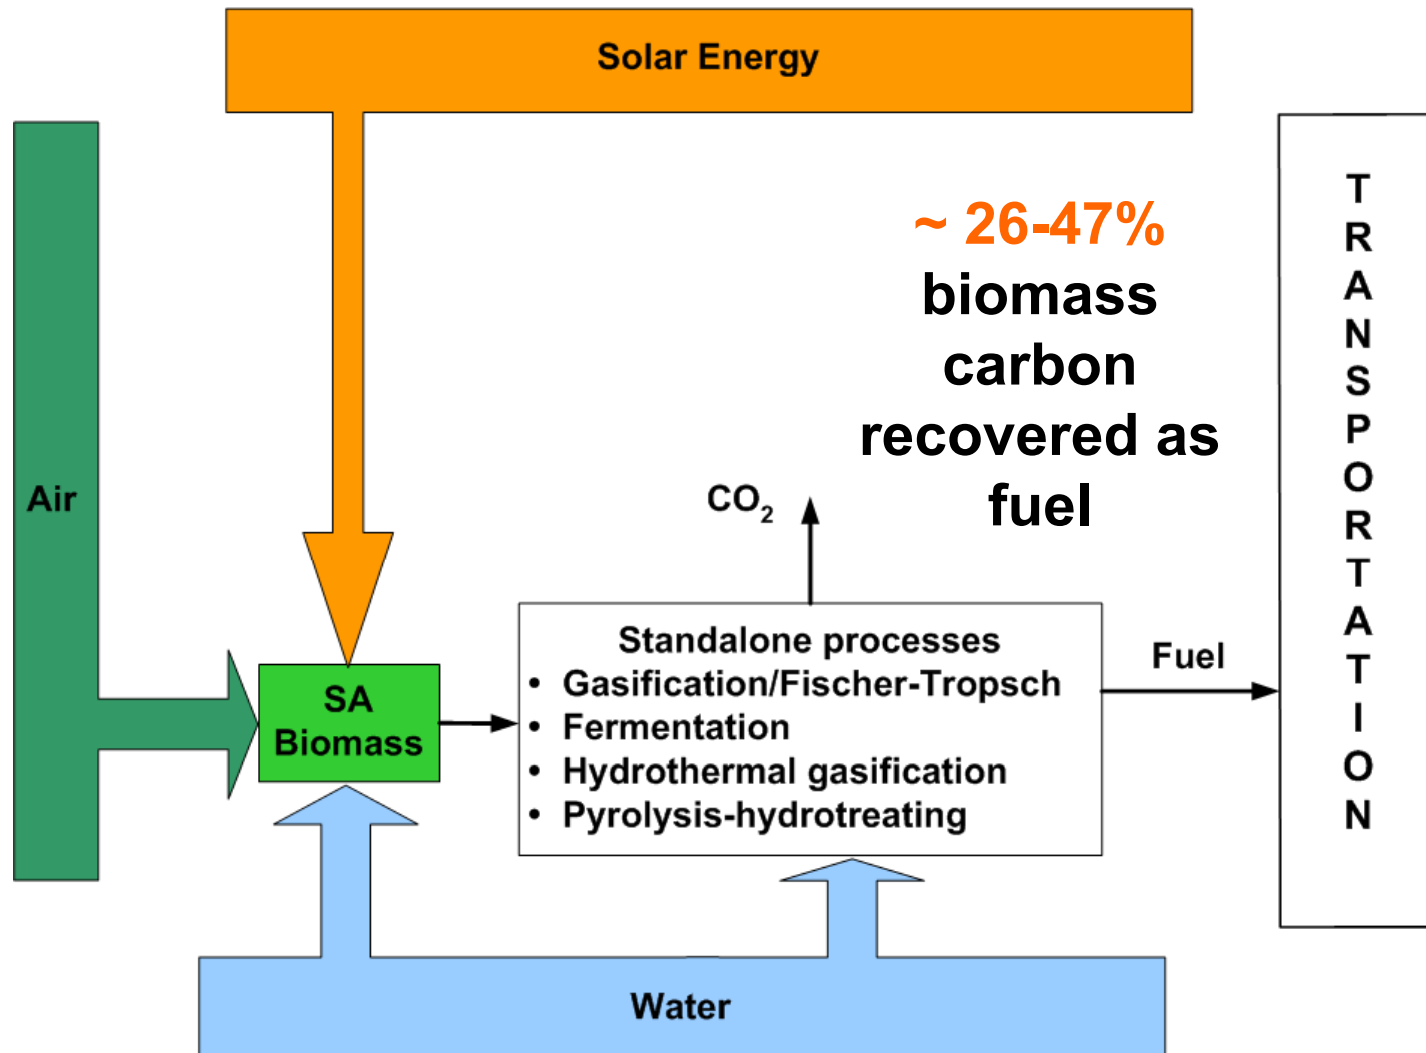 Solar Energy
Air
~ 26-47%
biomass
carbon
recovered as
fuel
CO₂
SA
Biomass
Standalone processes
• Gasification/Fischer-Tropsch
• Fermentation
• Hydrothermal gasification
• Pyrolysis-hydrotreating
Fuel
T
R
A
N
S
P
O
R
T
A
T
I
O
N
Water